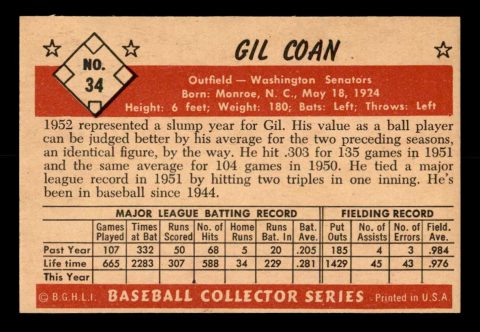 GIL COAN
NO.
34
Outfield — Washington Senators
Born: Monroe, N. C., May 18, 1924
Height: 6 feet; Weight: 180; Bats: Left; Throws: Left
1952 represented a slump year for Gil. His value as a ball player
can be judged better by his average for the two preceding seasons,
an identical figure, by the way. He hit .303 for 135 games in 1951
and the same average for 104 games in 1950. He tied a major
league record in 1951 by hitting two triples in one inning. He's
been in baseball since 1944.
MAJOR LEAGUE BATTING RECORD FIELDING RECORD
Games Times Runs No. of Home Runs Bat. Put No. of No. of Field.
Played at Bat Scored Hits Runs Bat. In Ave. Outs Assists Errors Ave.
Past Year 107 332 50 68 5 20 .205 185 4 3 .984
Life time 665 2283 307 588 34 229 .281 1429 45 43 .976
This Year
© B.G.H.L.I. BASEBALL COLLECTOR SERIES Printed in U.S.A.